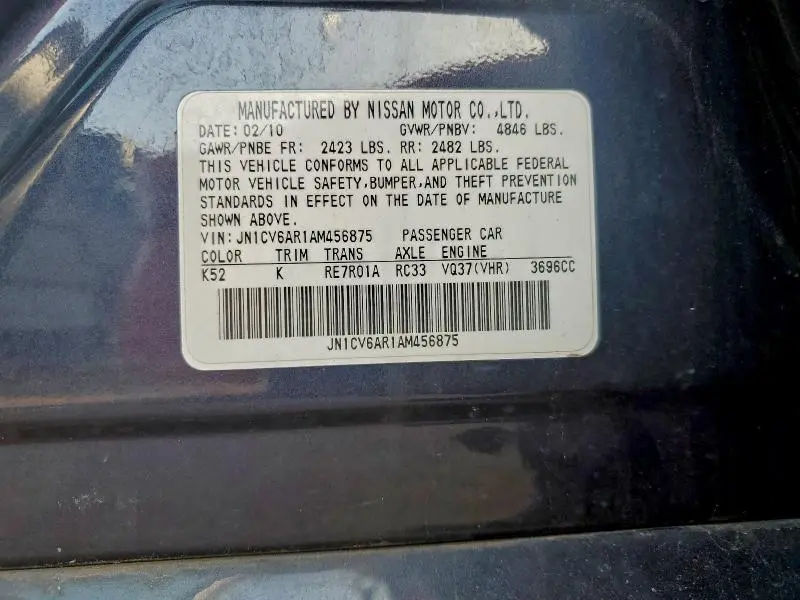 MANUFACTURED BY NISSAN MOTOR CO.,LTD.
DATE: 02/10 GVWR/PNBV: 4846 LBS.
GAWR/PNBE FR: 2423 LBS. RR: 2482 LBS.
THIS VEHICLE CONFORMS TO ALL APPLICABLE FEDERAL
MOTOR VEHICLE SAFETY,BUMPER,AND THEFT PREVENTION
STANDARDS IN EFFECT ON THE DATE OF MANUFACTURE
SHOWN ABOVE.
VIN:JN1CV6AR1AM456875 PASSENGER CAR
COLOR TRIM TRANS AXLE ENGINE
K52 K RE7R01A RC33 VQ37(VHR) 3696CC
JN1CV6AR1AM456875